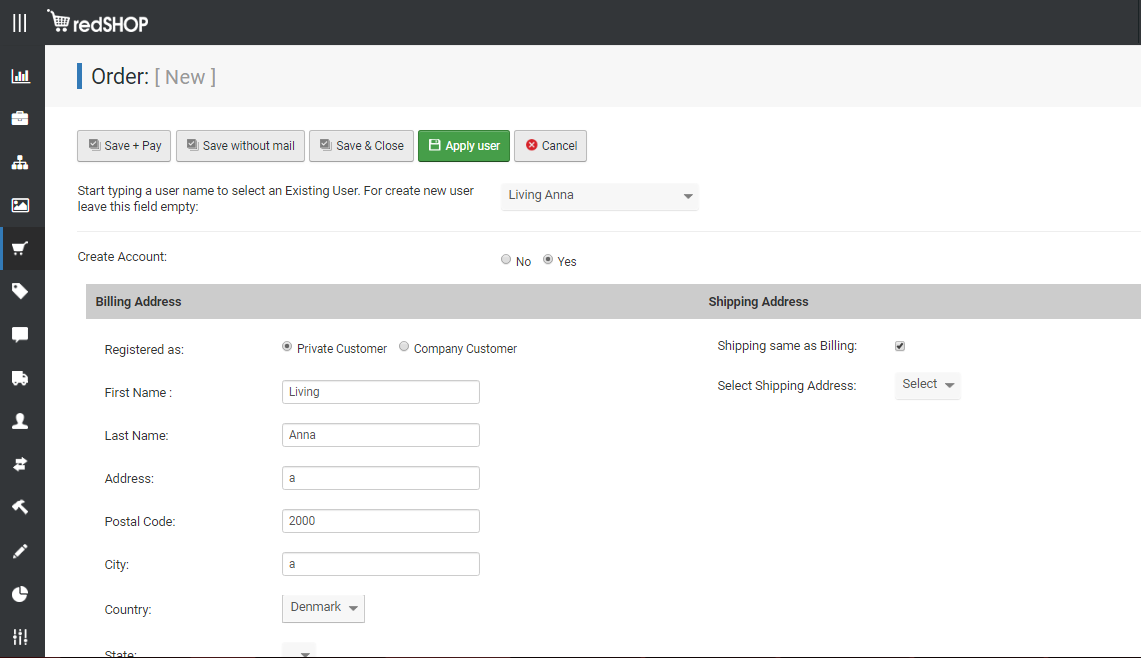 redSHOP
Order: [ New ]
Save + Pay
Save without mail
Save & Close
Apply user
Cancel
Start typing a user name to select an Existing User. For create new user
leave this field empty:
Living Anna
Create Account:
No
Yes
Billing Address
Shipping Address
Registered as:
Private Customer
Company Customer
Shipping same as Billing:
First Name :
Living
Select Shipping Address:
Select
Last Name:
Anna
Address:
a
Postal Code:
2000
City:
a
Country:
Denmark
State: